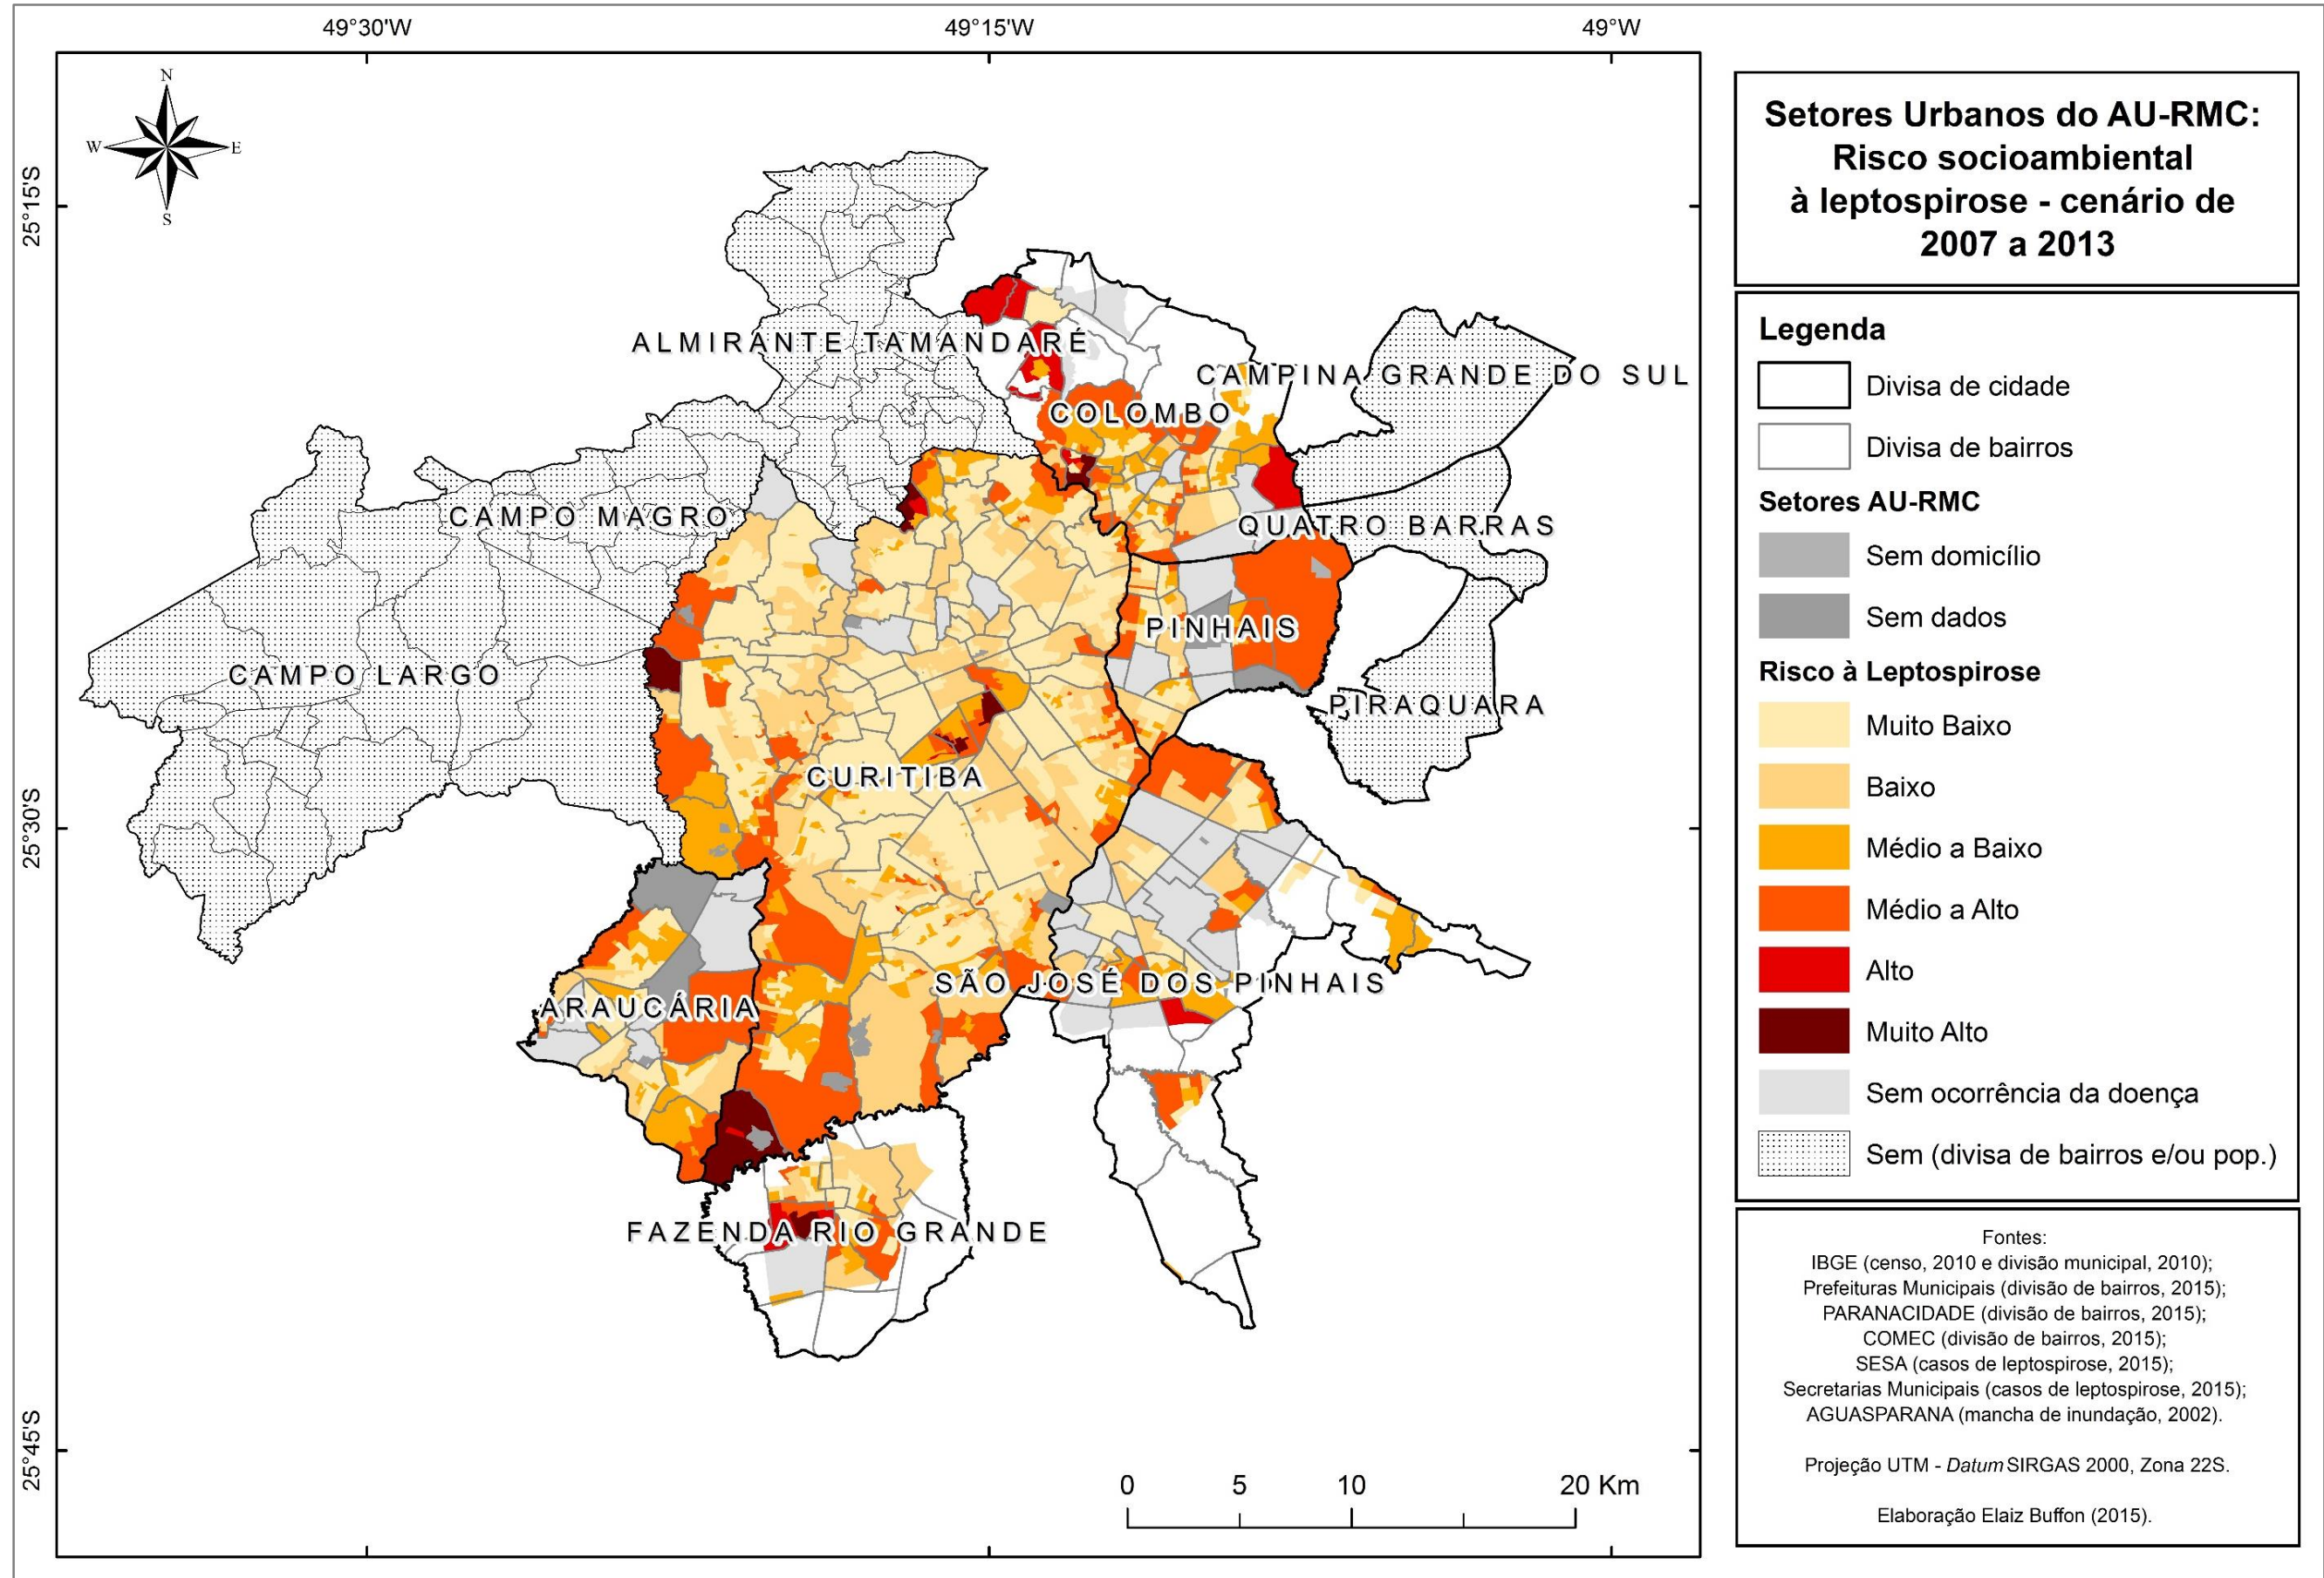 49°30'W
49°15'W
49°W
N
W
E
S
25°15'S
25°30'S
25°45'S
ALMIRANTE TAMANDARÉ
CAMPINA GRANDE DO SUL
COLOMBO
CAMPO MAGRO
QUATRO BARRAS
PINHAIS
CAMPO LARGO
PIRAQUARA
CURITIBA
SÃO JOSÉ DOS PINHAIS
ARAUCÁRIA
FAZENDA RIO GRANDE
0 5 10 20 Km
Setores Urbanos do AU-RMC:
Risco socioambiental
à leptospirose - cenário de
2007 a 2013
Legenda
Divisa de cidade
Divisa de bairros
Setores AU-RMC
Sem domicílio
Sem dados
Risco à Leptospirose
Muito Baixo
Baixo
Médio a Baixo
Médio a Alto
Alto
Muito Alto
Sem ocorrência da doença
Sem (divisa de bairros e/ou pop.)
Fontes:
IBGE (censo, 2010 e divisão municipal, 2010);
Prefeituras Municipais (divisão de bairros, 2015);
PARANACIDADE (divisão de bairros, 2015);
COMEC (divisão de bairros, 2015);
SESA (casos de leptospirose, 2015);
Secretarias Municipais (casos de leptospirose, 2015);
AGUASPARANA (mancha de inundação, 2002).
Projeção UTM - Datum SIRGAS 2000, Zona 22S.
Elaboração Elaiz Buffon (2015).